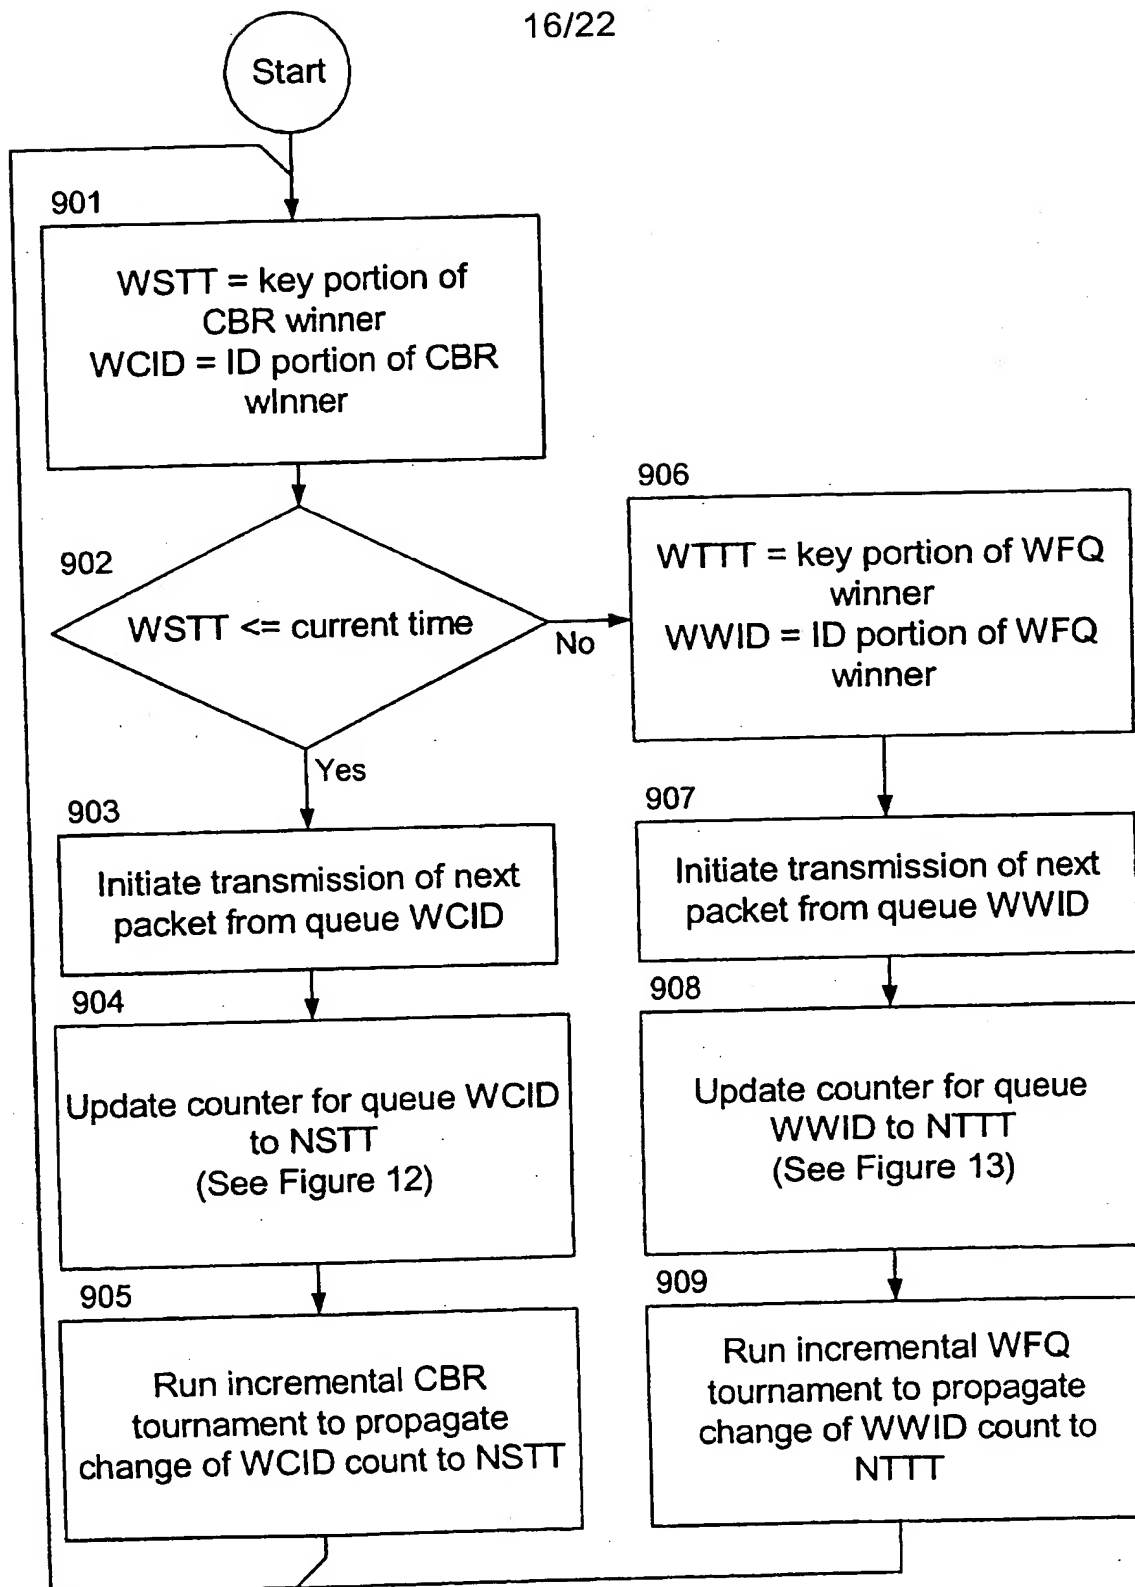 16/22
Start
901
WSTT = key portion of
CBR winner
WCID = ID portion of CBR
winner
902
WSTT <= current time
No
Yes
906
WTTT = key portion of WFQ
winner
WWID = ID portion of WFQ
winner
903
Initiate transmission of next
packet from queue WCID
907
Initiate transmission of next
packet from queue WWID
904
Update counter for queue WCID
to NSTT
(See Figure 12)
908
Update counter for queue
WWID to NTTT
(See Figure 13)
905
Run incremental CBR
tournament to propagate
change of WCID count to NSTT
909
Run incremental WFQ
tournament to propagate
change of WWID count to
NTTT